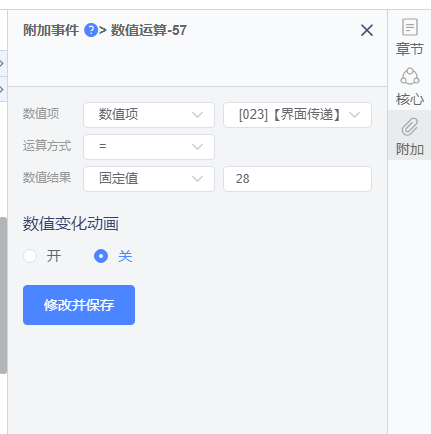 附加事件 ?> 数值运算-57
数值项 数值项 [023]【界面传递】
运算方式 =
数值结果 固定值 28
数值变化动画
开 关
修改并保存
章节
核心
附加